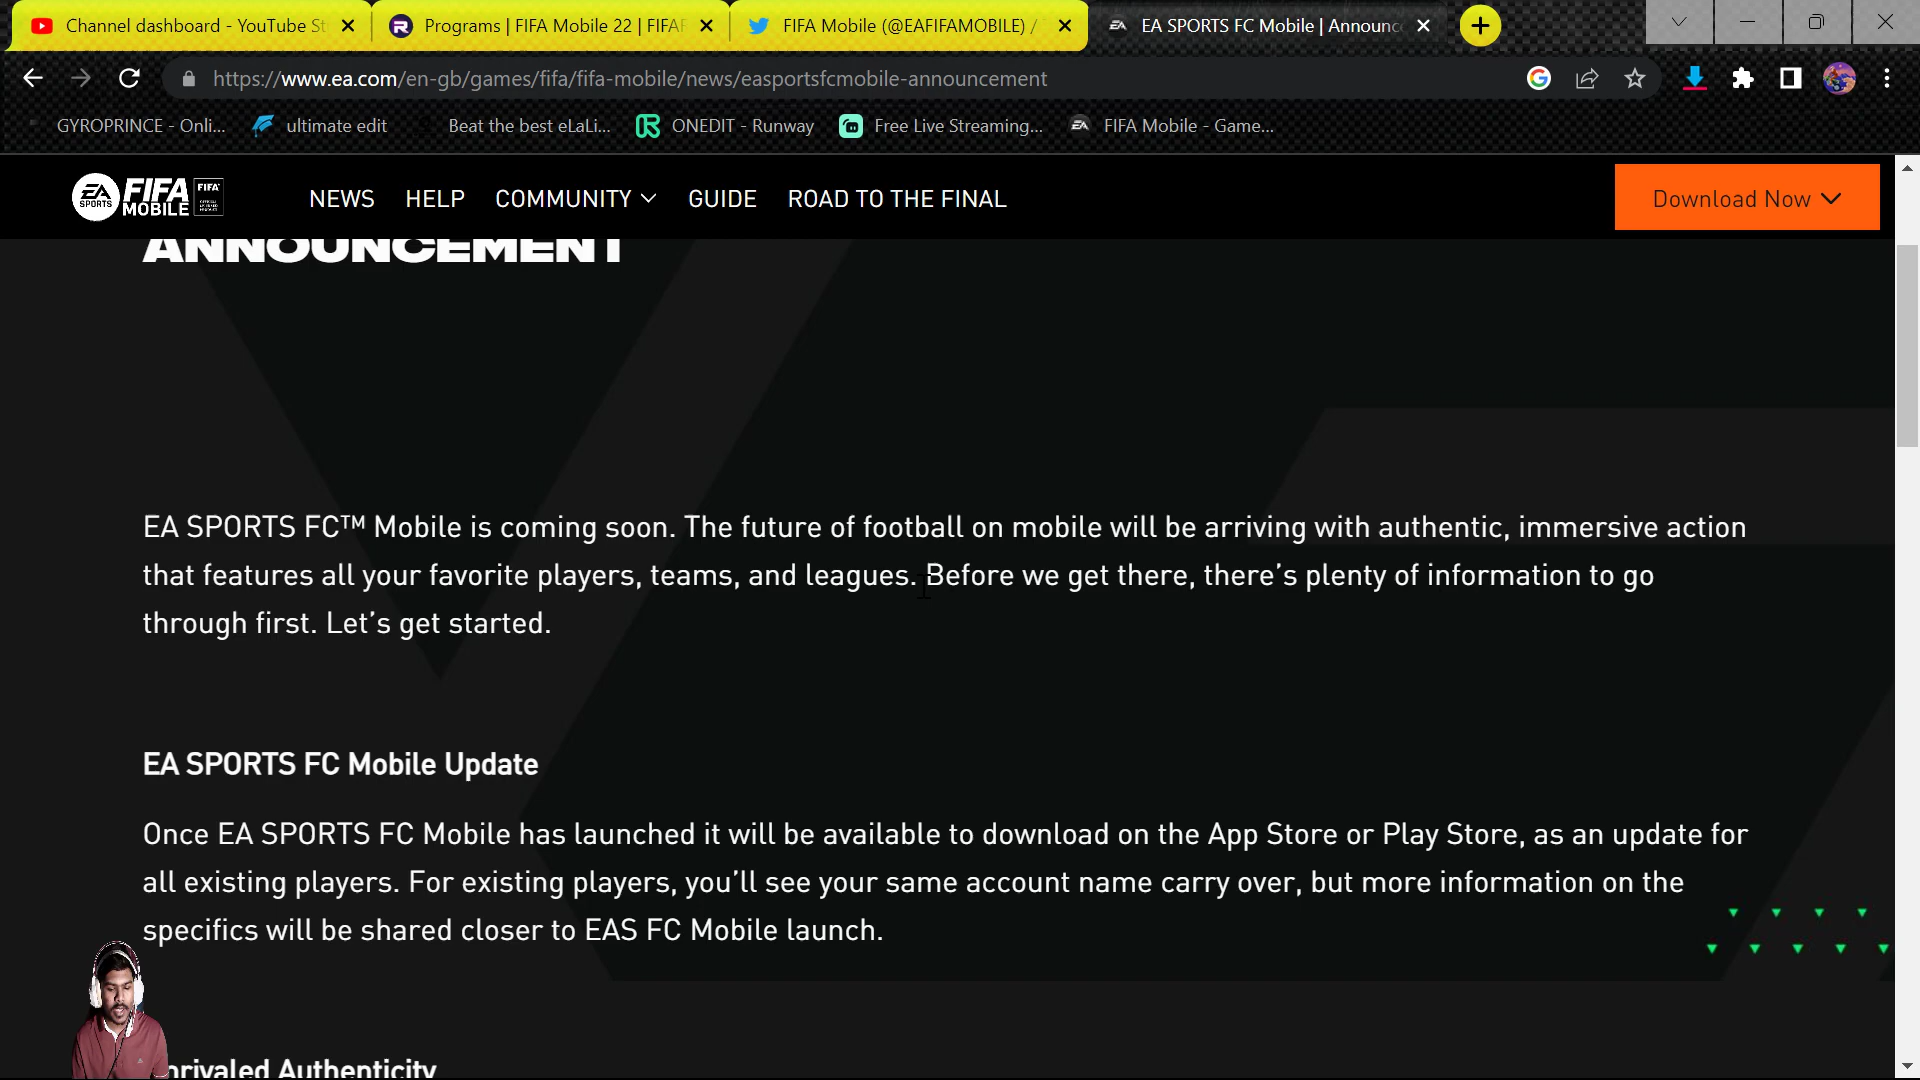 Channel dashboard - YouTube St
Programs | FIFA Mobile 22 | FIFAR
FIFA Mobile (@EAFIFAMOBILE) /
EA SPORTS FC Mobile | Announc
https://www.ea.com/en-gb/games/fifa/fifa-mobile/news/easportsfcmobile-announcement
GYROPRINCE - Onli...
ultimate edit
Beat the best eLaLi...
ONEDIT - Runway
Free Live Streaming...
FIFA Mobile - Game...
EA SPORTS
FIFA MOBILE
FIFA
NEWS
HELP
COMMUNITY
GUIDE
ROAD TO THE FINAL
Download Now
ANNOUNCEMENT
EA SPORTS FC™ Mobile is coming soon. The future of football on mobile will be arriving with authentic, immersive action
that features all your favorite players, teams, and leagues. Before we get there, there's plenty of information to go
through first. Let's get started.
EA SPORTS FC Mobile Update
Once EA SPORTS FC Mobile has launched it will be available to download on the App Store or Play Store, as an update for
all existing players. For existing players, you'll see your same account name carry over, but more information on the
specifics will be shared closer to EAS FC Mobile launch.
nrivaled Authenticity